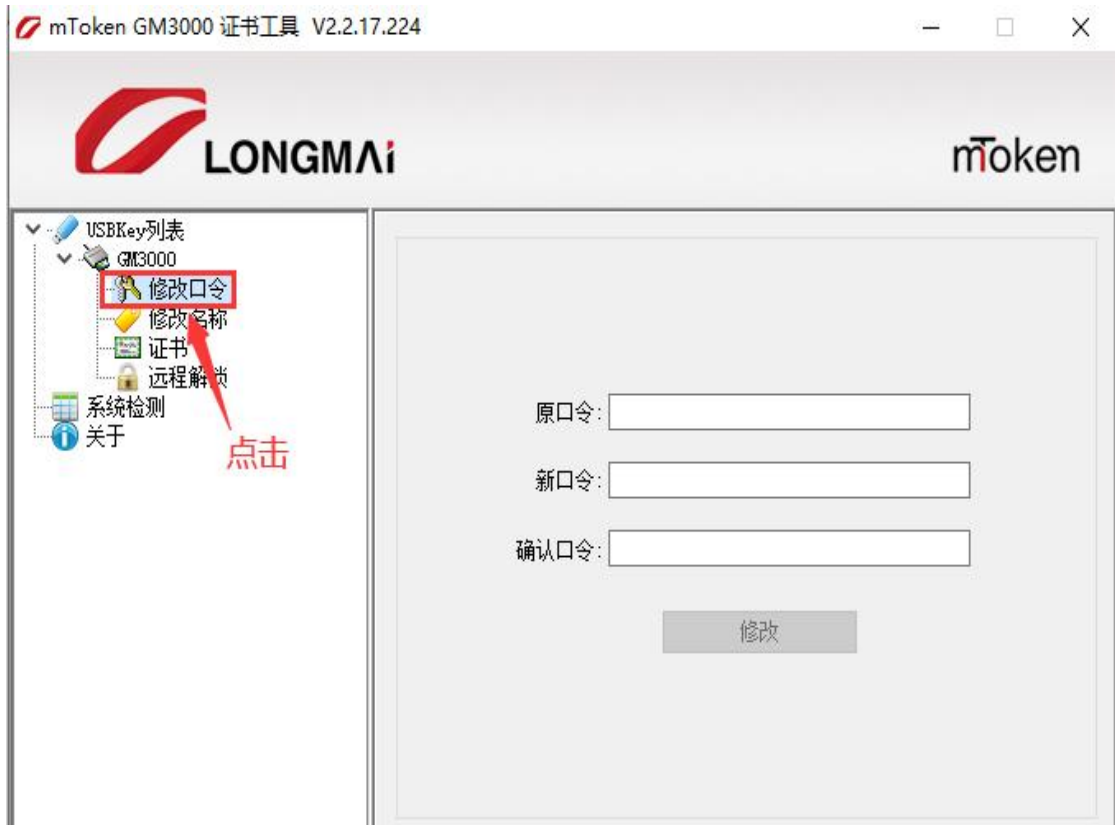 mToken GM3000 证书工具 V2.2.17.224
LONGMAi
mToken
USBKey列表
GM3000
修改口令
修改名称
证书
远程解锁
系统检测
关于
点击
原口令:
新口令:
确认口令:
修改